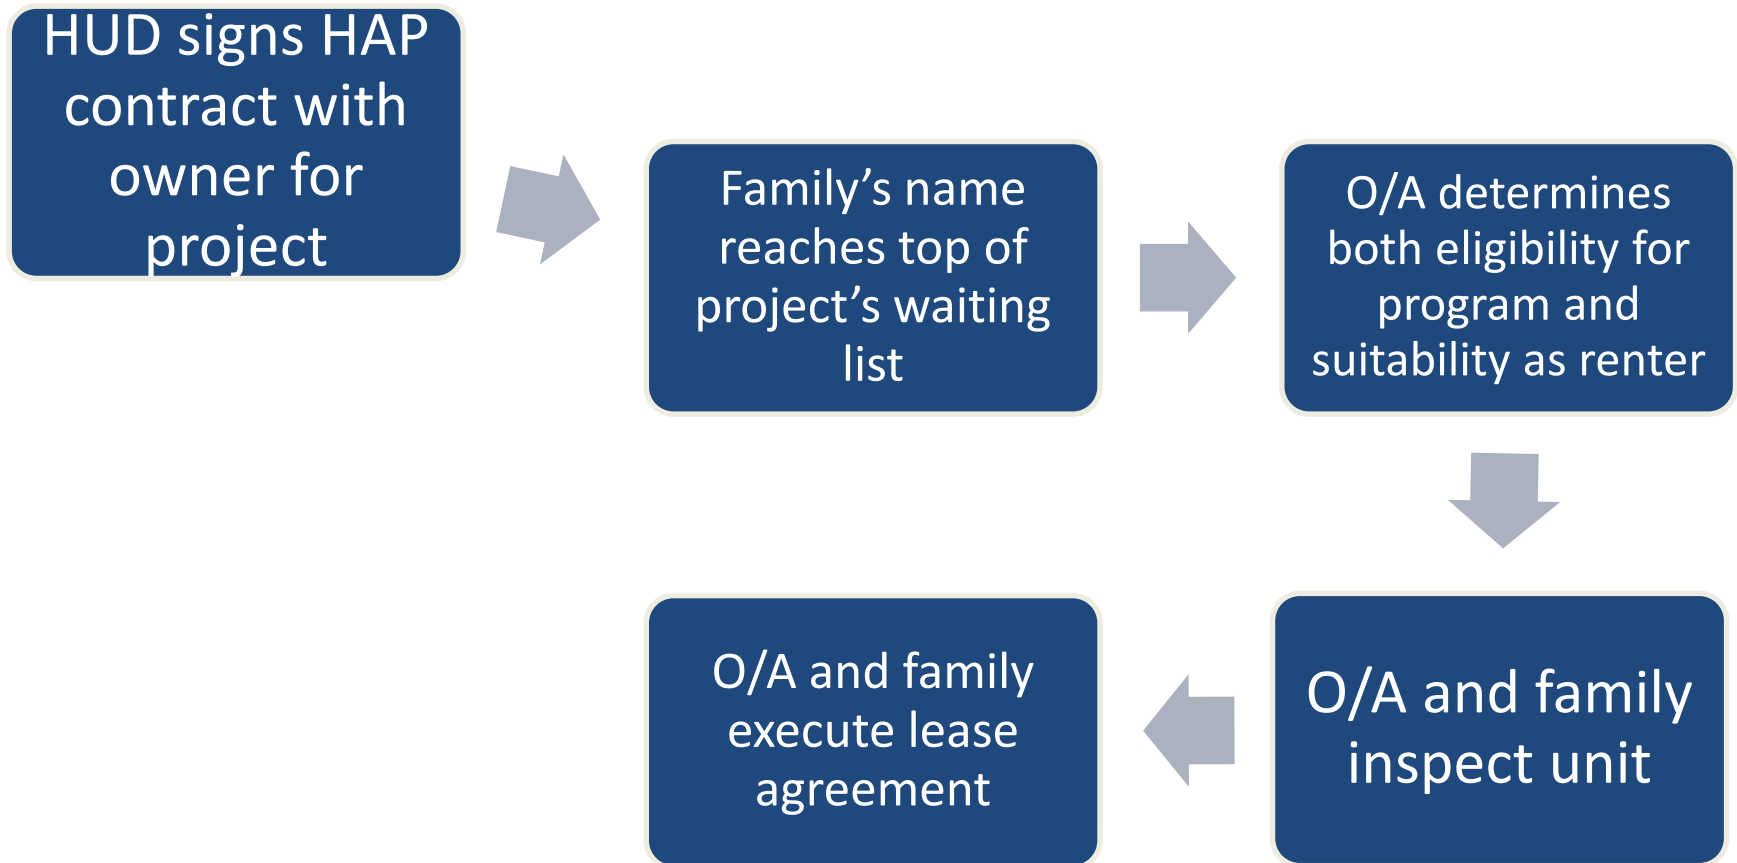 HUD signs HAP
contract with
owner for
project
Family’s name
reaches top of
project’s waiting
list
O/A determines
both eligibility for
program and
suitability as renter
O/A and family
inspect unit
O/A and family
execute lease
agreement